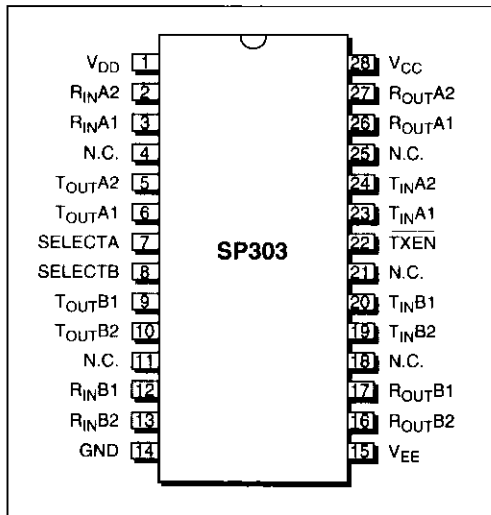 VDD 1 28 VCC
RINA2 2 27 ROUTA2
RINA1 3 26 ROUTA1
N.C. 4 25 N.C.
TOUTA2 5 24 TINA2
TOUTA1 6 23 TINA1
SELECTA 7 SP303 22 TXEN
SELECTB 8 21 N.C.
TOUTB1 9 20 TINB1
TOUTB2 10 19 TINB2
N.C. 11 18 N.C.
RINB1 12 17 ROUTB1
RINB2 13 16 ROUTB2
GND 14 15 VEE